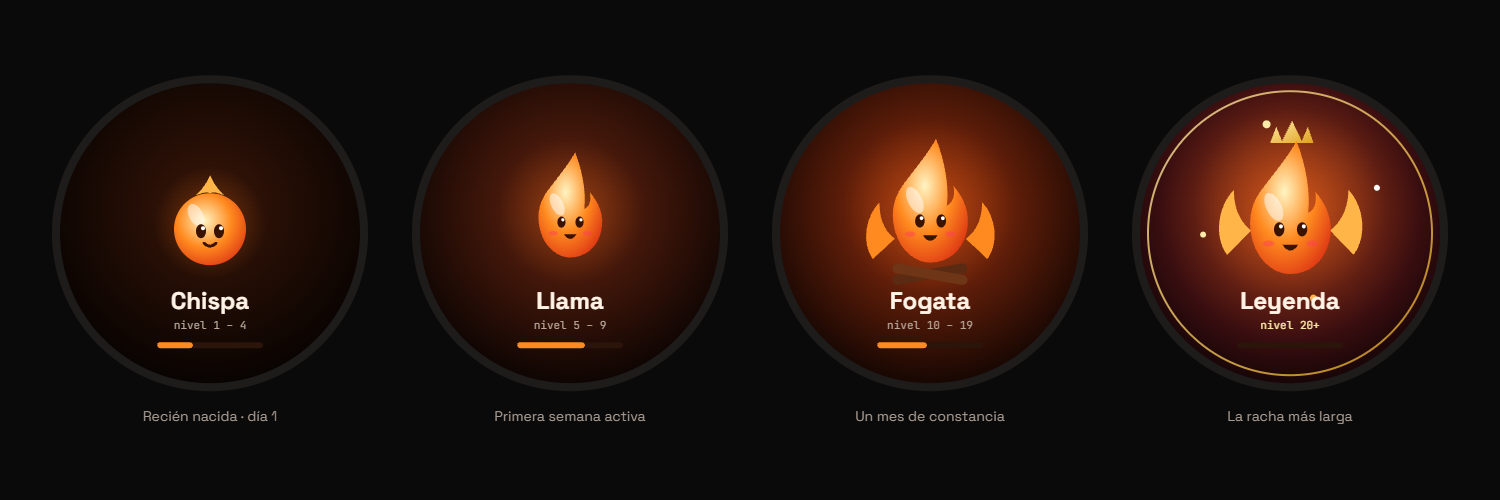 Chispa
nivel 1 – 4
Recién nacida · día 1
Llama
nivel 5 – 9
Primera semana activa
Fogata
nivel 10 – 19
Un mes de constancia
Leyenda
nivel 20+
La racha más larga